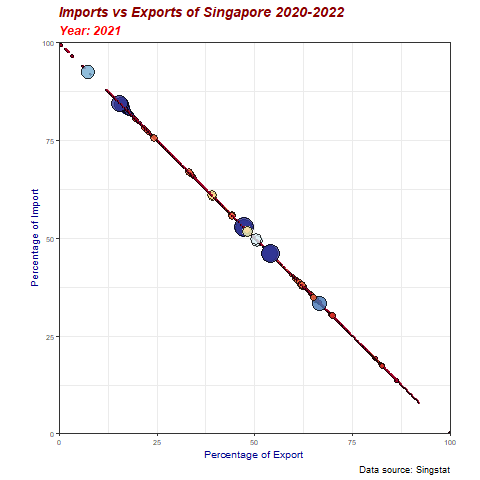 Imports vs Exports of Singapore 2020-2022
Year: 2021
100
75
50
25
0
Percentage of Import
0
25
50
75
100
Percentage of Export
Data source: Singstat